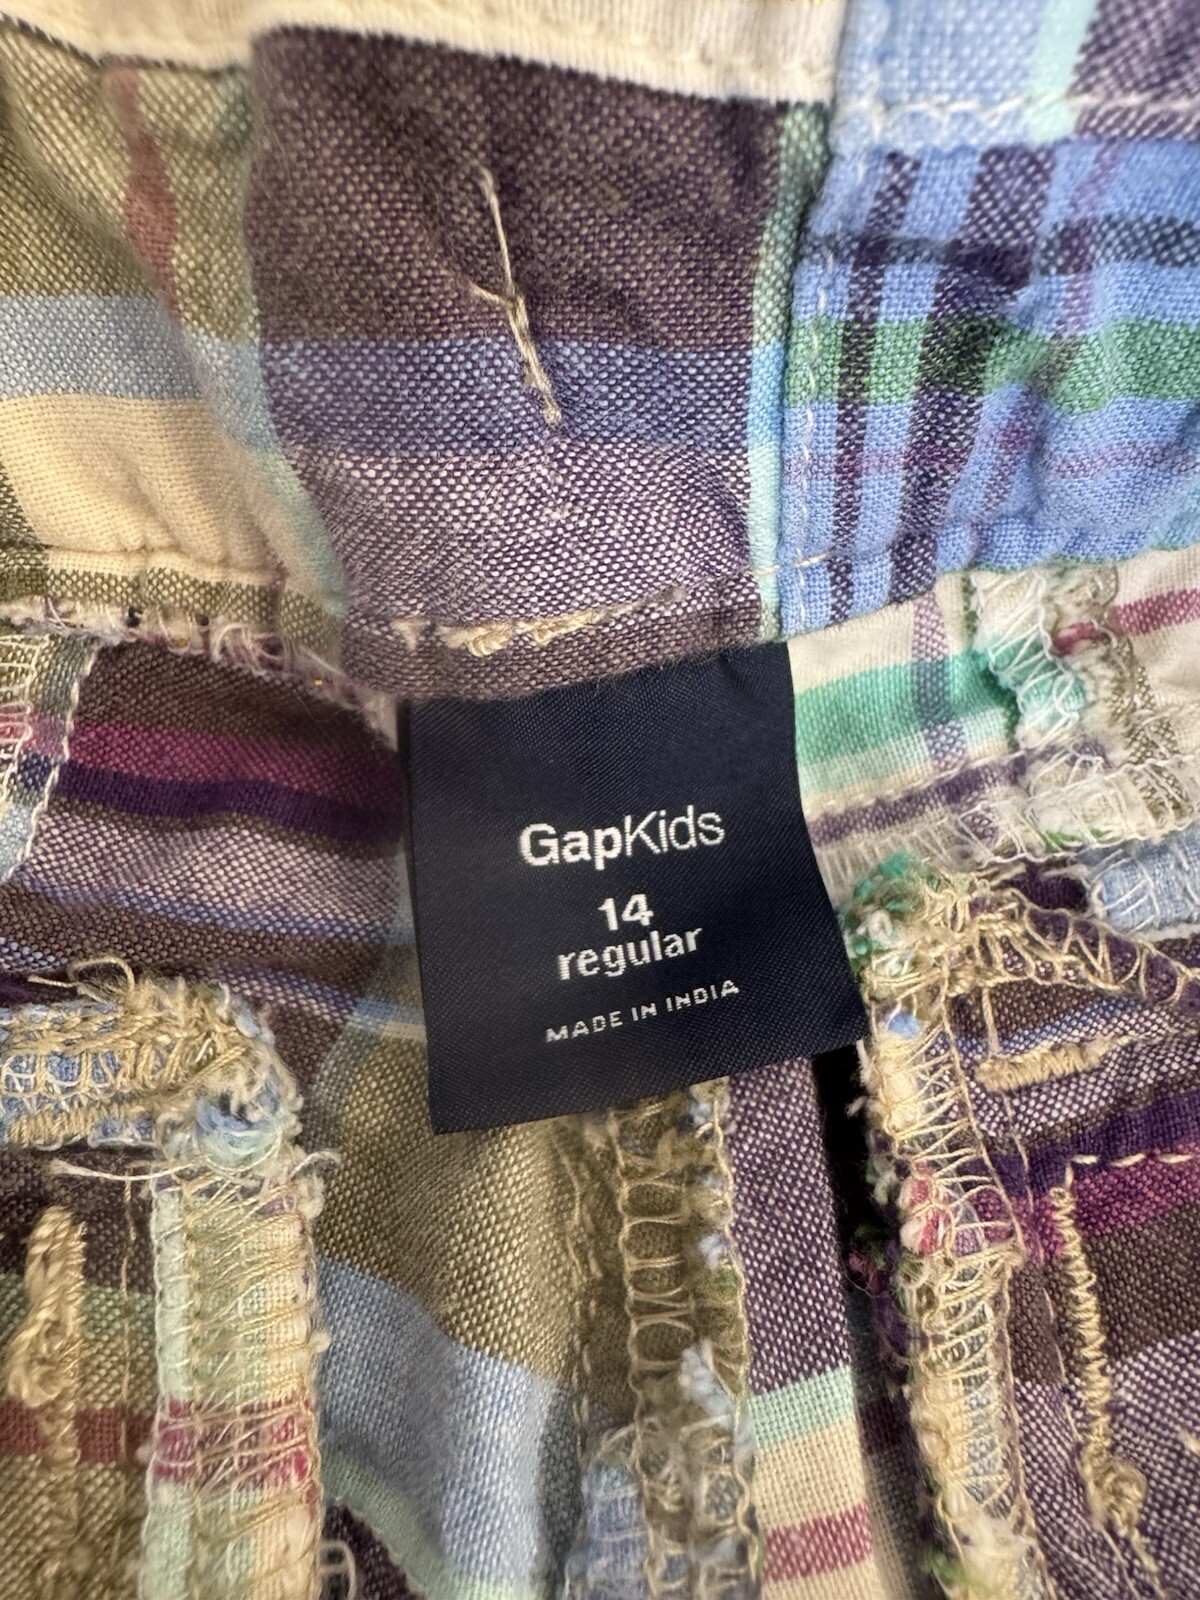 GapKids
14
regular
MADE IN INDIA